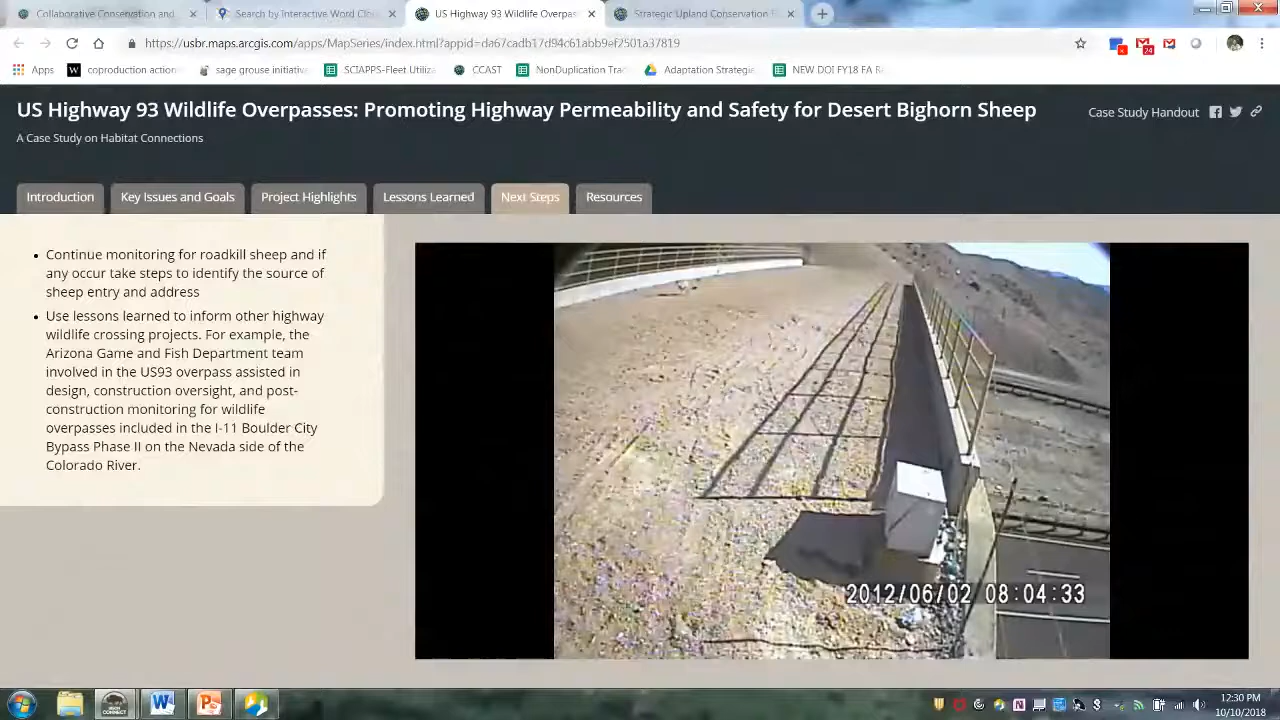 Collaborative Conservation and
Search by Interactive Word Clou
US Highway 93 Wildlife Overpas
Strategic Upland Conservation F
https://usbr.maps.arcgis.com/apps/MapSeries/index.html?appid=da67cadb17d94c61abb9ef2501a37819
Apps
coproduction action
sage grouse initiative
SCIAPPS-Fleet Utiliza
CCAST
NonDuplication Trac
Adaptation Strategie
NEW DOI FY18 FA R
US Highway 93 Wildlife Overpasses: Promoting Highway Permeability and Safety for Desert Bighorn Sheep
Case Study Handout
A Case Study on Habitat Connections
Introduction
Key Issues and Goals
Project Highlights
Lessons Learned
Next Steps
Resources
• Continue monitoring for roadkill sheep and if
any occur take steps to identify the source of
sheep entry and address
• Use lessons learned to inform other highway
wildlife crossing projects. For example, the
Arizona Game and Fish Department team
involved in the US93 overpass assisted in
design, construction oversight, and post-
construction monitoring for wildlife
overpasses included in the I-11 Boulder City
Bypass Phase II on the Nevada side of the
Colorado River.
2012/06/02 08:04:33
12:30 PM
10/10/2018